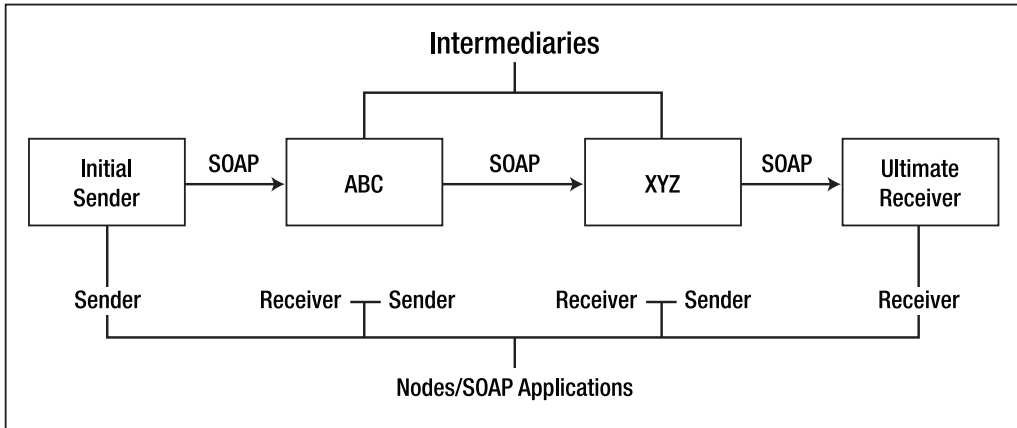 Intermediaries
SOAP
SOAP
SOAP
Initial
Sender
ABC
XYZ
Ultimate
Receiver
Sender
Receiver
Sender
Receiver
Sender
Receiver
Nodes/SOAP Applications